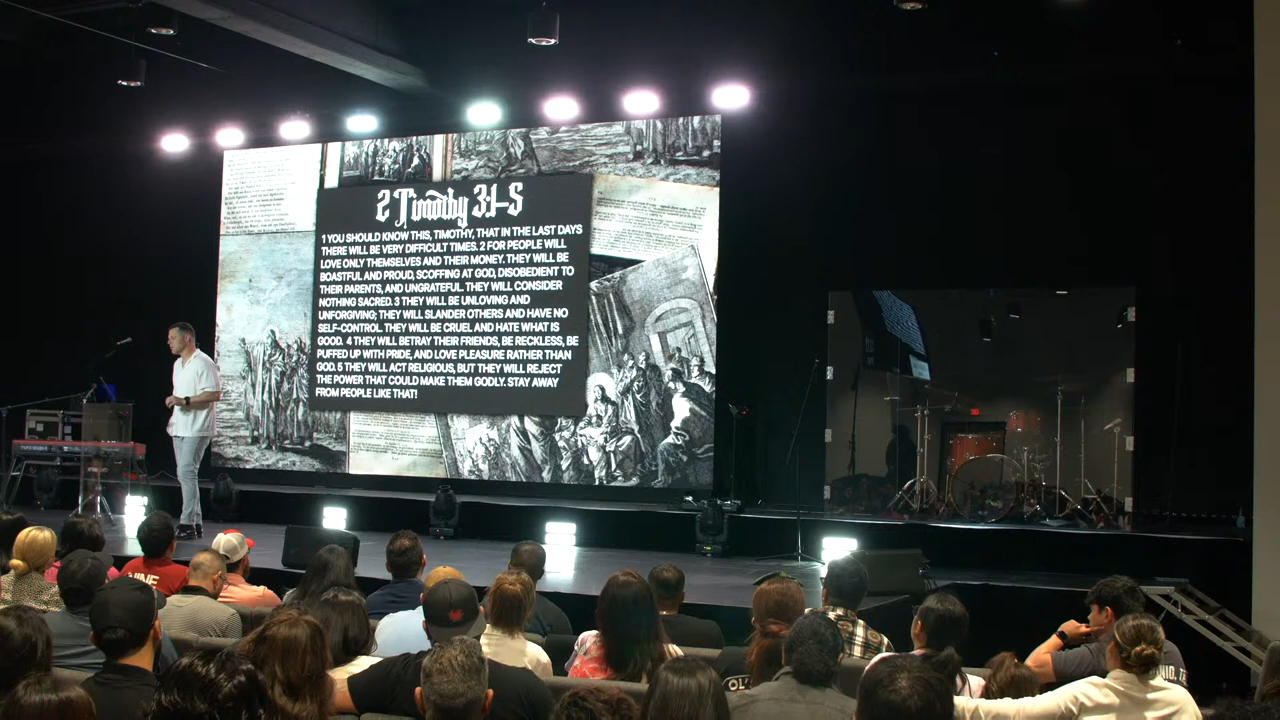 2 Timothy 3:1-5
1 YOU SHOULD KNOW THIS, TIMOTHY, THAT IN THE LAST DAYS
THERE WILL BE VERY DIFFICULT TIMES. 2 FOR PEOPLE WILL
LOVE ONLY THEMSELVES AND THEIR MONEY. THEY WILL BE
BOASTFUL AND PROUD, SCOFFING AT GOD, DISOBEDIENT TO
THEIR PARENTS, AND UNGRATEFUL. THEY WILL CONSIDER
NOTHING SACRED. 3 THEY WILL BE UNLOVING AND
UNFORGIVING; THEY WILL SLANDER OTHERS AND HAVE NO
SELF-CONTROL. THEY WILL BE CRUEL AND HATE WHAT IS
GOOD. 4 THEY WILL BETRAY THEIR FRIENDS, BE RECKLESS, BE
PUFFED UP WITH PRIDE, AND LOVE PLEASURE RATHER THAN
GOD. 5 THEY WILL ACT RELIGIOUS, BUT THEY WILL REJECT
THE POWER THAT COULD MAKE THEM GODLY. STAY AWAY
FROM PEOPLE LIKE THAT!